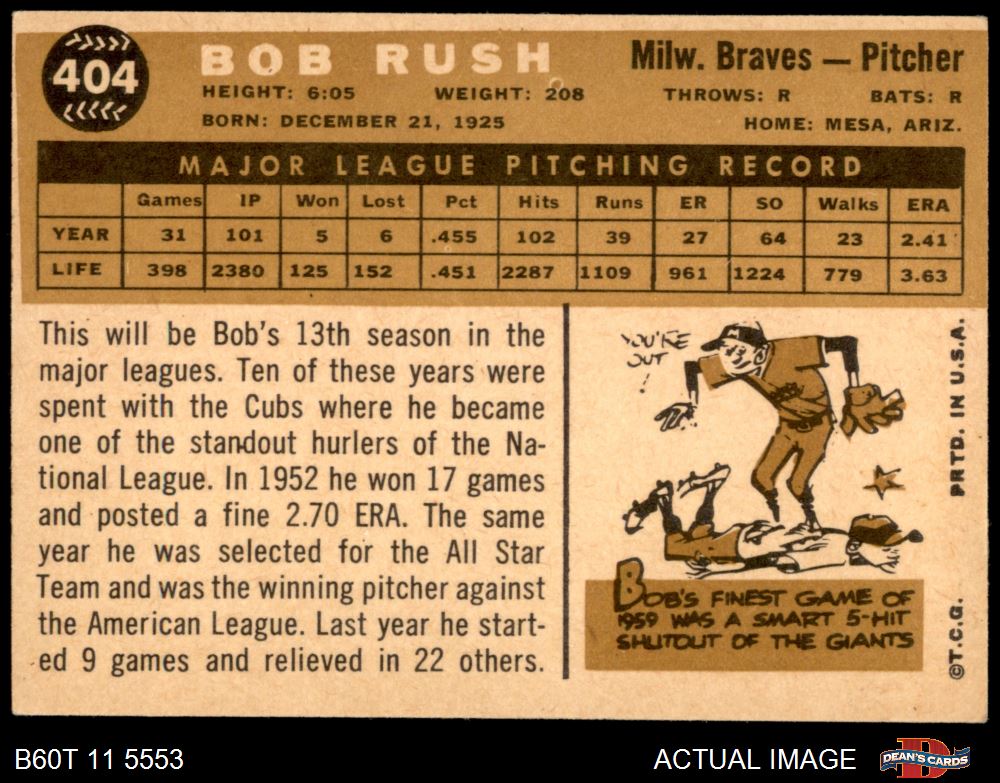 404
BOB RUSH
Milw. Braves — Pitcher
HEIGHT: 6:05 WEIGHT: 208 THROWS: R BATS: R
BORN: DECEMBER 21, 1925 HOME: MESA, ARIZ.
MAJOR LEAGUE PITCHING RECORD
Games IP Won Lost Pct Hits Runs ER SO Walks ERA
YEAR 31 101 5 6 .455 102 39 27 64 23 2.41
LIFE 398 2380 125 152 .451 2287 1109 961 1224 779 3.63
This will be Bob's 13th season in the
major leagues. Ten of these years were
spent with the Cubs where he became
one of the standout hurlers of the Na-
tional League. In 1952 he won 17 games
and posted a fine 2.70 ERA. The same
year he was selected for the All Star
Team and was the winning pitcher against
the American League. Last year he start-
ed 9 games and relieved in 22 others.
YOU'RE
OUT
!
BOB'S FINEST GAME OF
1959 WAS A SMART 5-HIT
SHUTOUT OF THE GIANTS
©T.C.G. PRTD. IN U.S.A.
B60T 11 5553
ACTUAL IMAGE
D
DEAN'S CARDS